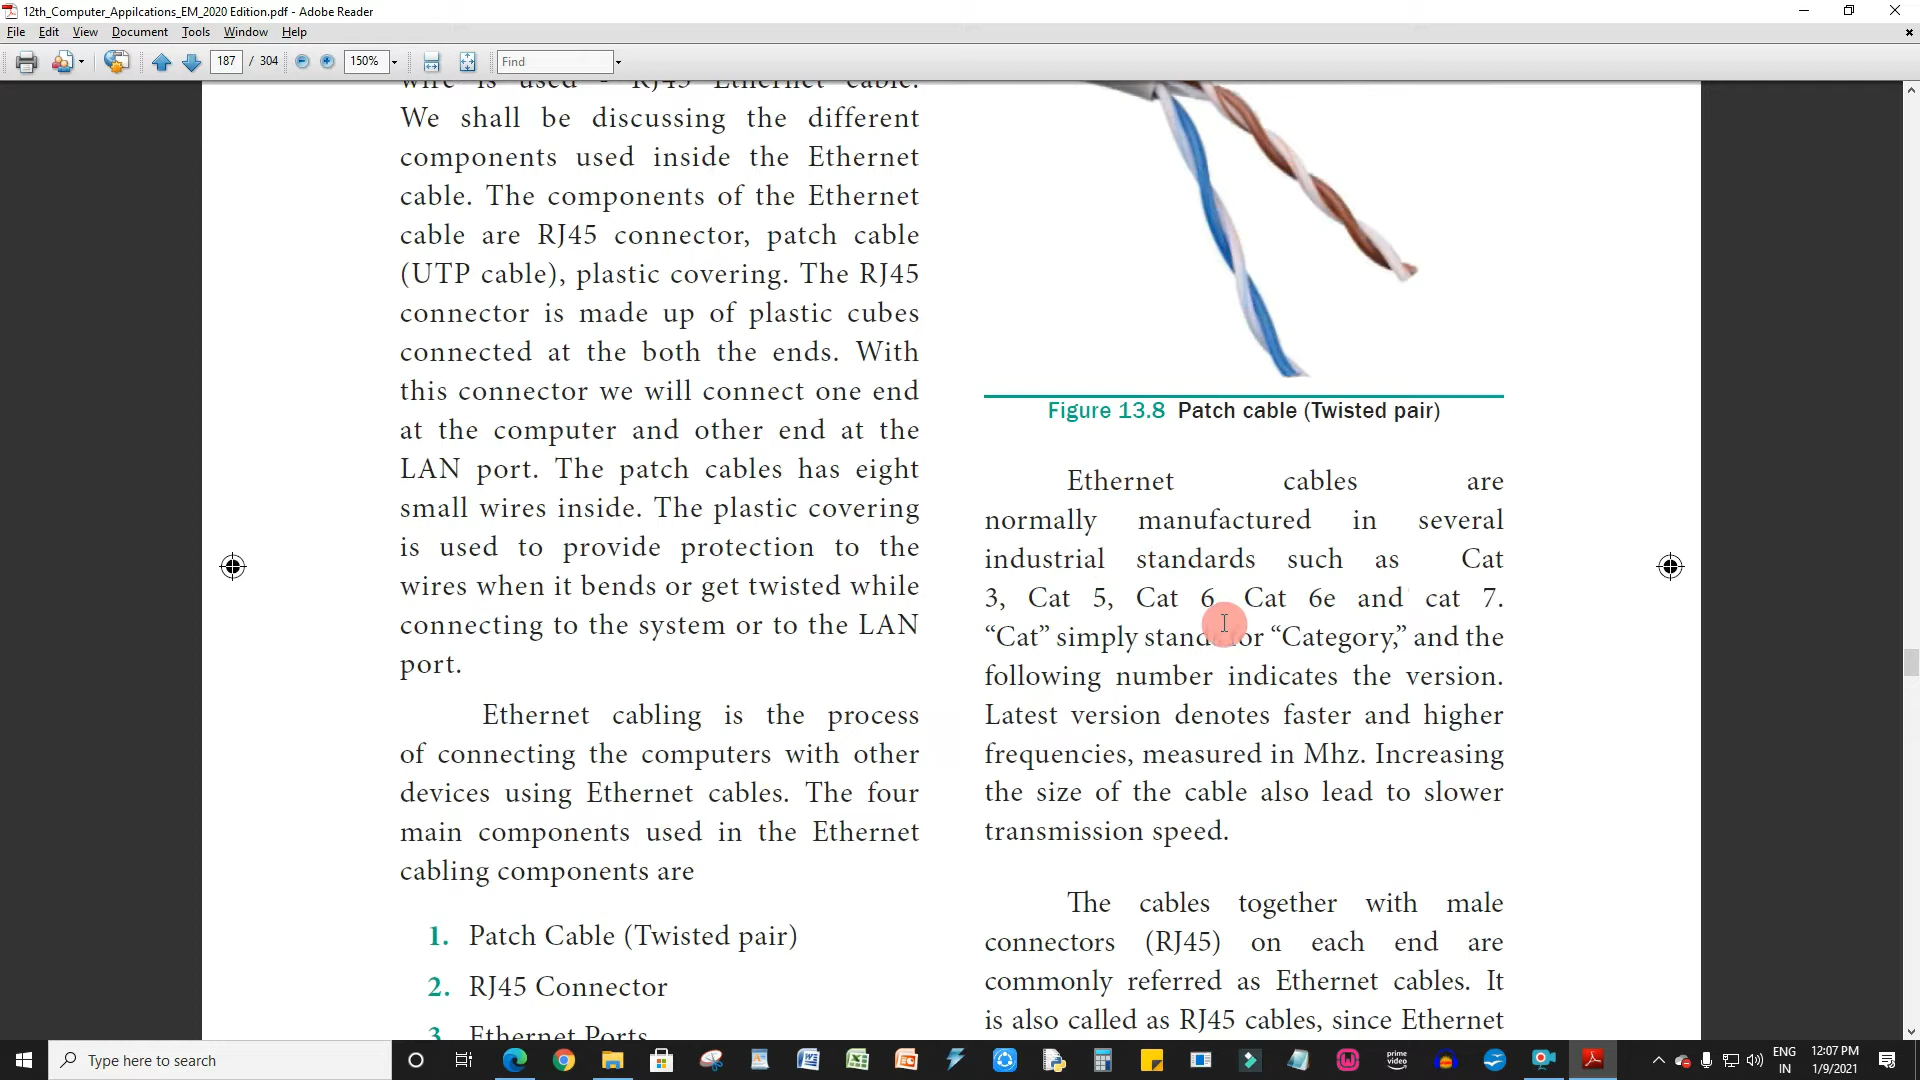 12th_Computer_Appilcations_EM_2020 Edition.pdf - Adobe Reader
File Edit View Document Tools Window Help
187 / 304 150% Find
wire is used - RJ45 Ethernet cable.
We shall be discussing the different
components used inside the Ethernet
cable. The components of the Ethernet
cable are RJ45 connector, patch cable
(UTP cable), plastic covering. The RJ45
connector is made up of plastic cubes
connected at the both the ends. With
this connector we will connect one end
at the computer and other end at the
LAN port. The patch cables has eight
small wires inside. The plastic covering
is used to provide protection to the
wires when it bends or get twisted while
connecting to the system or to the LAN
port.
Ethernet cabling is the process
of connecting the computers with other
devices using Ethernet cables. The four
main components used in the Ethernet
cabling components are
1. Patch Cable (Twisted pair)
2. RJ45 Connector
3. Ethernet Ports
Figure 13.8 Patch cable (Twisted pair)
Ethernet cables are
normally manufactured in several
industrial standards such as Cat
3, Cat 5, Cat 6, Cat 6e and cat 7.
“Cat” simply stands for “Category,” and the
following number indicates the version.
Latest version denotes faster and higher
frequencies, measured in Mhz. Increasing
the size of the cable also lead to slower
transmission speed.
The cables together with male
connectors (RJ45) on each end are
commonly referred as Ethernet cables. It
is also called as RJ45 cables, since Ethernet
Type here to search
prime video
ENG
IN
12:07 PM
1/9/2021